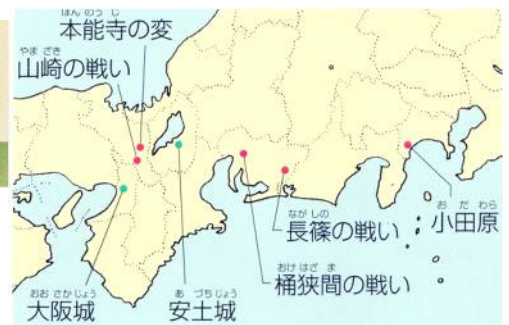 ほんのうじ
本能寺の変
やまざき
山崎の戦い
ながしの
長篠の戦い
おだわら
小田原
おけはざま
桶狭間の戦い
おおさかじょう
大阪城
あづちじょう
安土城